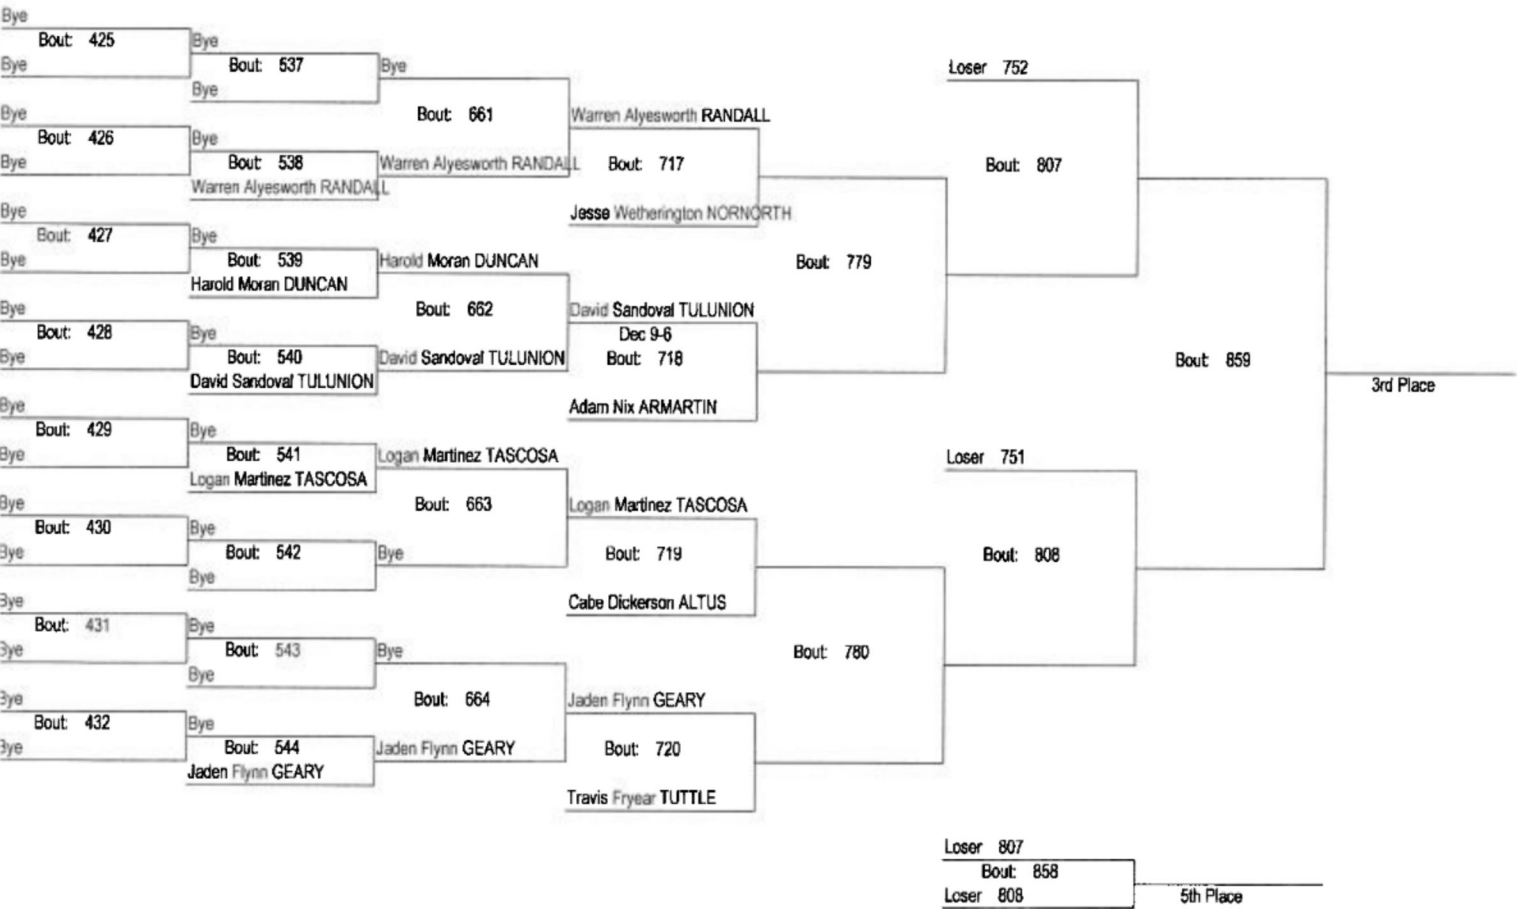 Bye
Bout: 425
Bye
Bye
Bout: 537
Bye
Bye
Bout: 661
Bye
Bout: 426
Bye
Bye
Bout: 538
Warren Alyesworth RANDALL
Warren Alyesworth RANDALL
Warren Alyesworth RANDALL
Bout: 717
Jesse Wetherington NORNORTH
Bye
Bout: 427
Bye
Bye
Bout: 539
Harold Moran DUNCAN
Harold Moran DUNCAN
Bout: 662
Bye
Bout: 428
Bye
Bye
Bout: 540
David Sandoval TULUNION
David Sandoval TULUNION
David Sandoval TULUNION
Dec 9-6
Bout: 718
Adam Nix ARMARTIN
Bout: 779
Bye
Bout: 429
Bye
Bye
Bout: 541
Logan Martinez TASCOSA
Logan Martinez TASCOSA
Bout: 663
Bye
Bout: 430
Bye
Bye
Bout: 542
Bye
Bye
Logan Martinez TASCOSA
Bout: 719
Cabe Dickerson ALTUS
Bye
Bout: 431
Bye
Bye
Bout: 543
Bye
Bye
Bout: 664
Bye
Bout: 432
Bye
Bye
Bout: 544
Jaden Flynn GEARY
Jaden Flynn GEARY
Jaden Flynn GEARY
Bout: 720
Travis Fryear TUTTLE
Bout: 780
Loser 752
Bout: 807
Loser 751
Bout: 808
Bout: 859
3rd Place
Loser 807
Bout: 858
Loser 808
5th Place